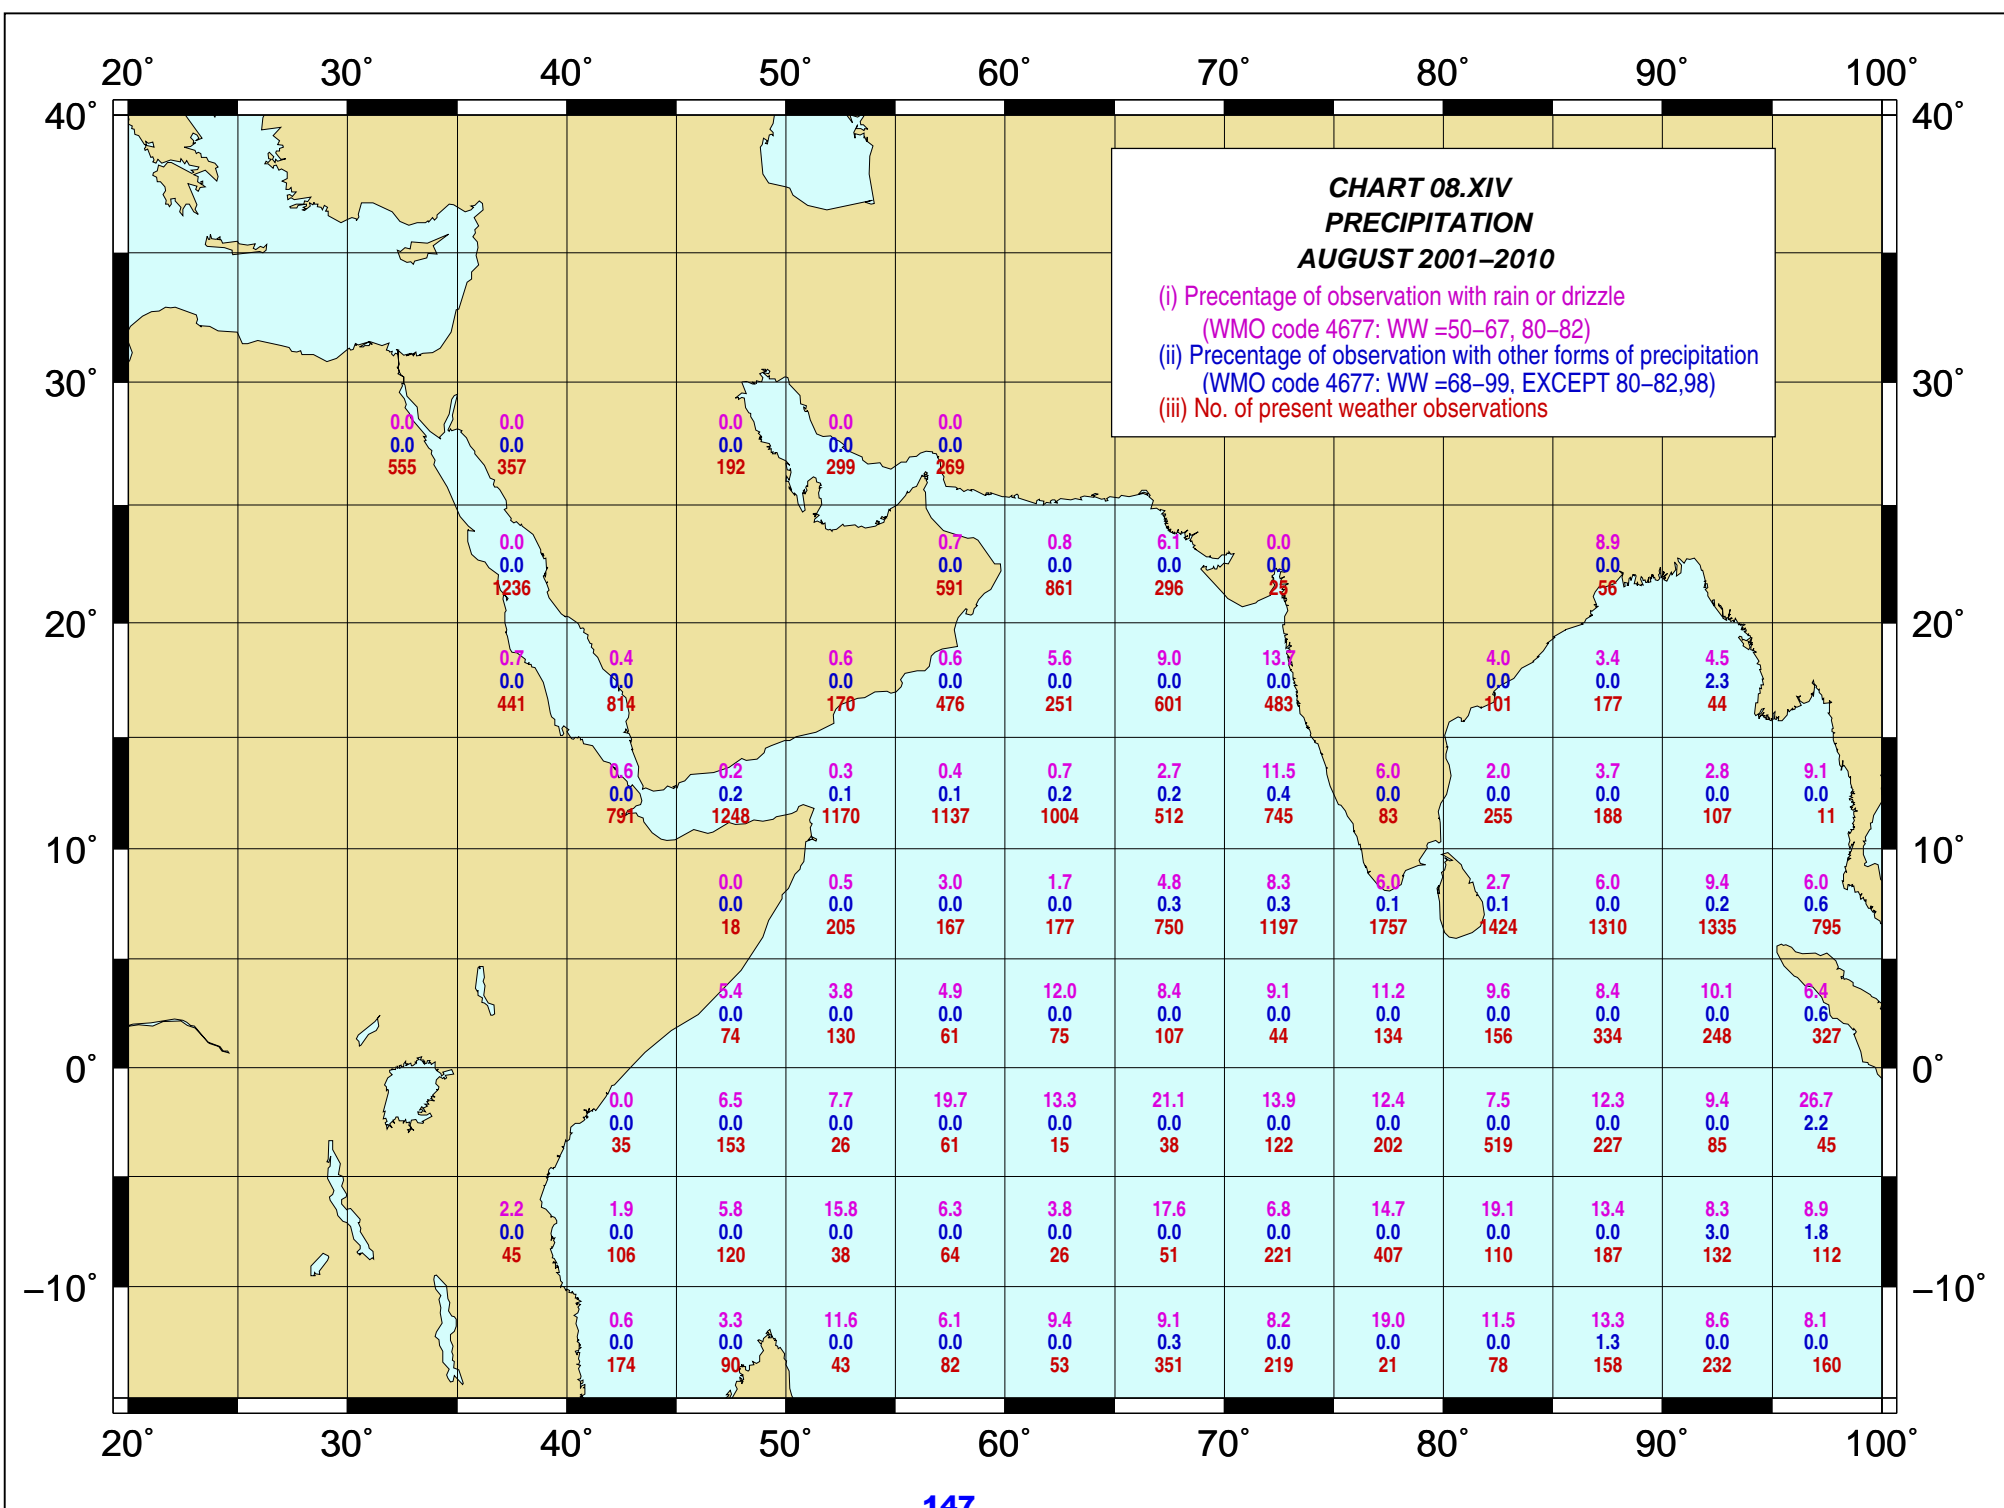 20° 30° 40° 50° 60° 70° 80° 90° 100°
40° 40°
CHART 08.XIV
PRECIPITATION
AUGUST 2001–2010
(i) Precentage of observation with rain or drizzle
(WMO code 4677: WW =50–67, 80–82)
(ii) Precentage of observation with other forms of precipitation
(WMO code 4677: WW =68–99, EXCEPT 80–82,98)
(iii) No. of present weather observations
30° 30°
0.0 0.0 0.0 0.0 0.0
0.0 0.0 0.0 0.0 0.0
555 357 192 299 269
0.0 0.7 0.8 6.1 0.0 8.9
0.0 0.0 0.0 0.0 0.0 0.0
1236 591 861 296 25 56
20° 20°
0.7 0.4 0.6 0.6 5.6 9.0 13.7 4.0 3.4 4.5
0.0 0.0 0.0 0.0 0.0 0.0 0.0 0.0 0.0 2.3
441 814 170 476 251 601 483 101 177 44
0.6 0.2 0.3 0.4 0.7 2.7 11.5 6.0 2.0 3.7 2.8 9.1
0.0 0.2 0.1 0.1 0.2 0.2 0.4 0.0 0.0 0.0 0.0 0.0
791 1248 1170 1137 1004 512 745 83 255 188 107 11
10° 10°
0.0 0.5 3.0 1.7 4.8 8.3 6.0 2.7 6.0 9.4 6.0
0.0 0.0 0.0 0.0 0.3 0.3 0.1 0.1 0.0 0.2 0.6
18 205 167 177 750 1197 1757 1424 1310 1335 795
5.4 3.8 4.9 12.0 8.4 9.1 11.2 9.6 8.4 10.1 6.4
0.0 0.0 0.0 0.0 0.0 0.0 0.0 0.0 0.0 0.0 0.6
74 130 61 75 107 44 134 156 334 248 327
0° 0°
0.0 6.5 7.7 19.7 13.3 21.1 13.9 12.4 7.5 12.3 9.4 26.7
0.0 0.0 0.0 0.0 0.0 0.0 0.0 0.0 0.0 0.0 0.0 2.2
35 153 26 61 15 38 122 202 519 227 85 45
2.2 1.9 5.8 15.8 6.3 3.8 17.6 6.8 14.7 19.1 13.4 8.3 8.9
0.0 0.0 0.0 0.0 0.0 0.0 0.0 0.0 0.0 0.0 0.0 3.0 1.8
45 106 120 38 64 26 51 221 407 110 187 132 112
–10° –10°
0.6 3.3 11.6 6.1 9.4 9.1 8.2 19.0 11.5 13.3 8.6 8.1
0.0 0.0 0.0 0.0 0.0 0.3 0.0 0.0 0.0 1.3 0.0 0.0
174 90 43 82 53 351 219 21 78 158 232 160
20° 30° 40° 50° 60° 70° 80° 90° 100°
147